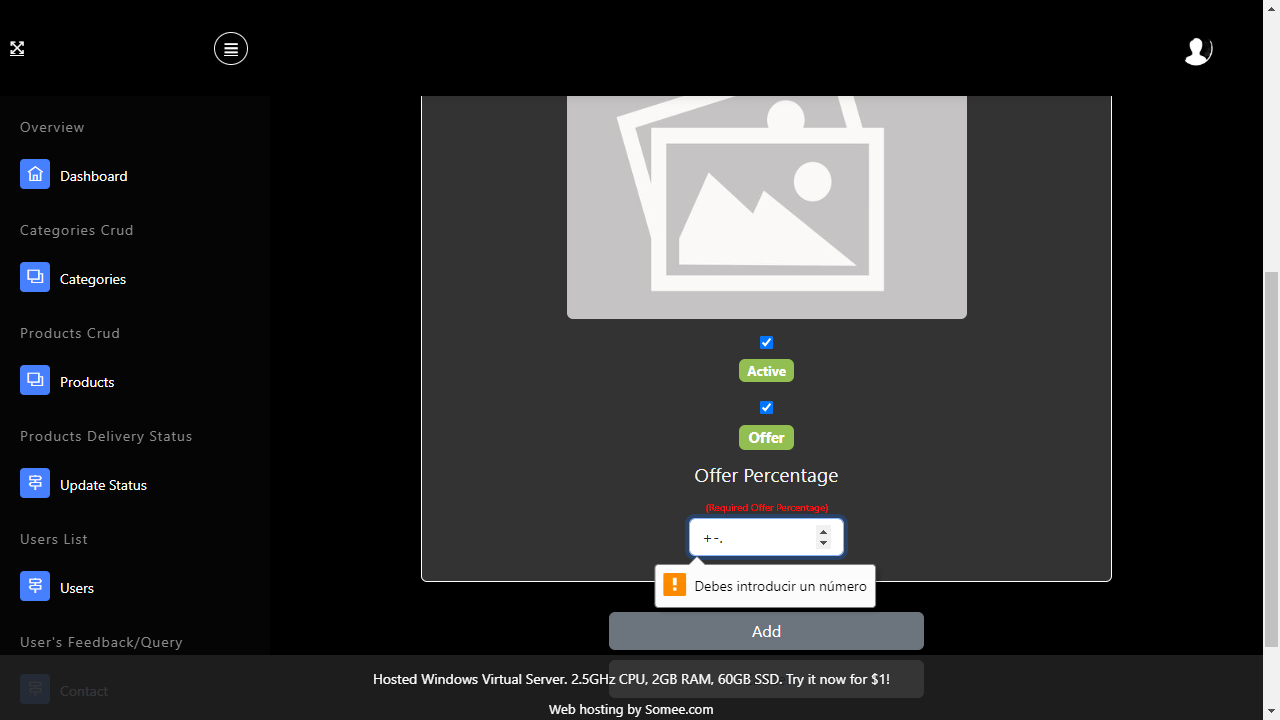 Overview
Dashboard
Categories Crud
Categories
Products Crud
Products
Products Delivery Status
Update Status
Users List
Users
User's Feedback/Query
Contact
Active
Offer
Offer Percentage
(Required Offer Percentage)
+-.
Debes introducir un número
Add
Hosted Windows Virtual Server. 2.5GHz CPU, 2GB RAM, 60GB SSD. Try it now for $1!
Web hosting by Somee.com